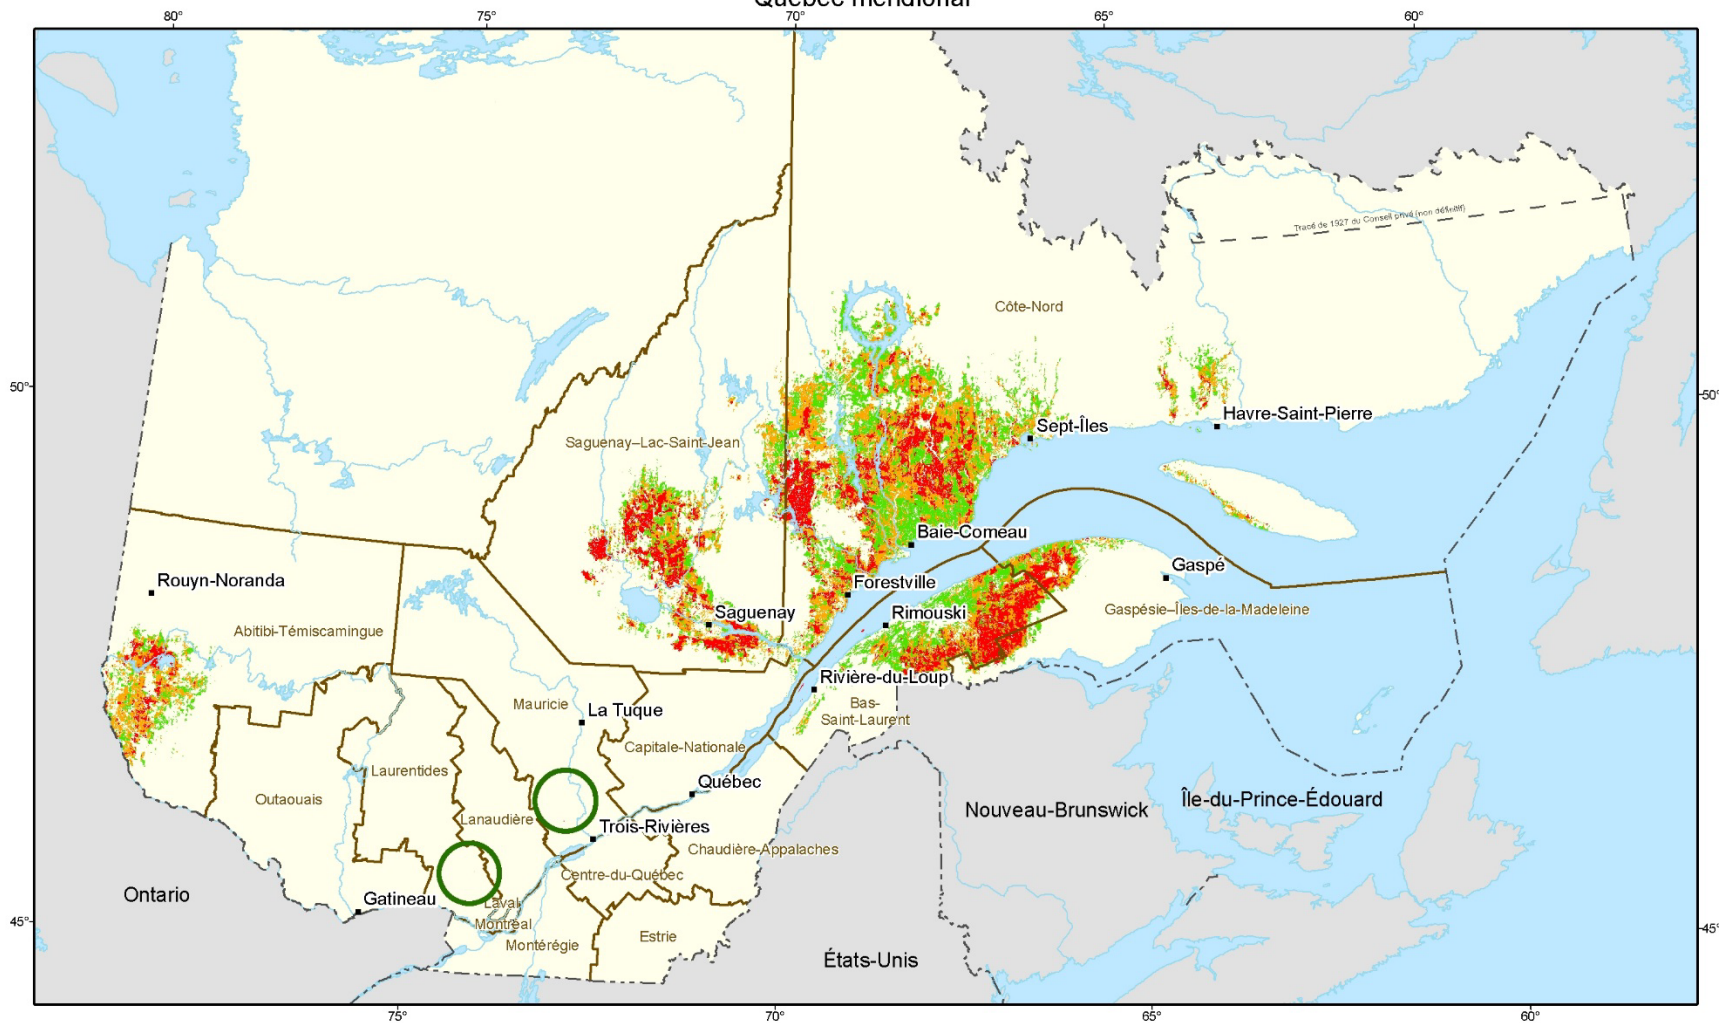 Québec méridional
80° 75° 70° 65° 60°
Tracé de 1927 du Conseil privé (non définitif)
Côte-Nord
50° 50°
Havre-Saint-Pierre
Sept-Îles
Saguenay–Lac-Saint-Jean
Baie-Comeau
Gaspé
Rouyn-Noranda
Forestville
Saguenay
Rimouski
Gaspésie–Îles-de-la-Madeleine
Abitibi-Témiscamingue
Rivière-du-Loup
Mauricie
La Tuque
Bas-
Saint-Laurent
Capitale-Nationale
Laurentides
Québec
Outaouais
Île-du-Prince-Édouard
Nouveau-Brunswick
Lanaudière
Trois-Rivières
Chaudière-Appalaches
Centre-du-Québec
Ontario
Gatineau
Laval
Montréal
45° 45°
Montérégie
Estrie
États-Unis
75° 70° 65° 60°